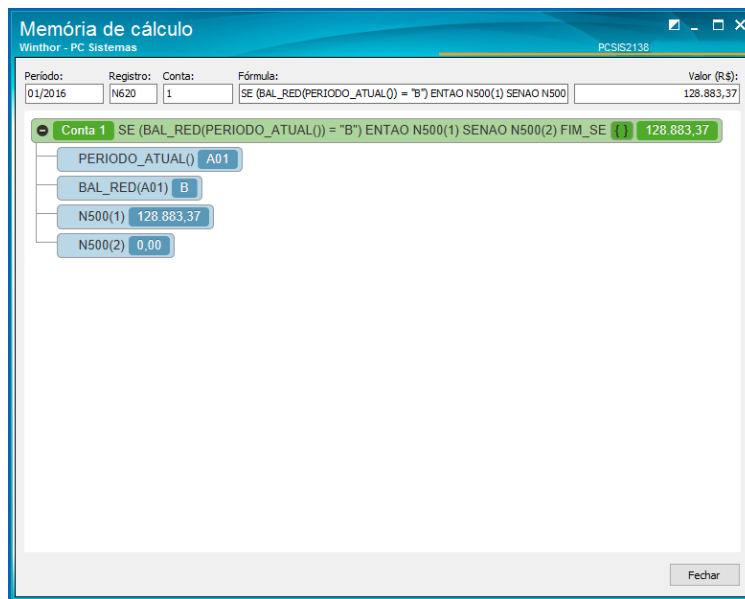 Memória de cálculo
Winthor - PC Sistemas
PCSIS2138
Período: Registro: Conta: Fórmula: Valor (R$):
01/2016 N620 1 SE (BAL_RED(PERIODO_ATUAL()) = "B") ENTAO N500(1) SENAO N500 128.883,37
Conta 1 SE (BAL_RED(PERIODO_ATUAL()) = "B") ENTAO N500(1) SENAO N500(2) FIM_SE { } 128.883,37
PERIODO_ATUAL() A01
BAL_RED(A01) B
N500(1) 128.883,37
N500(2) 0,00
Fechar